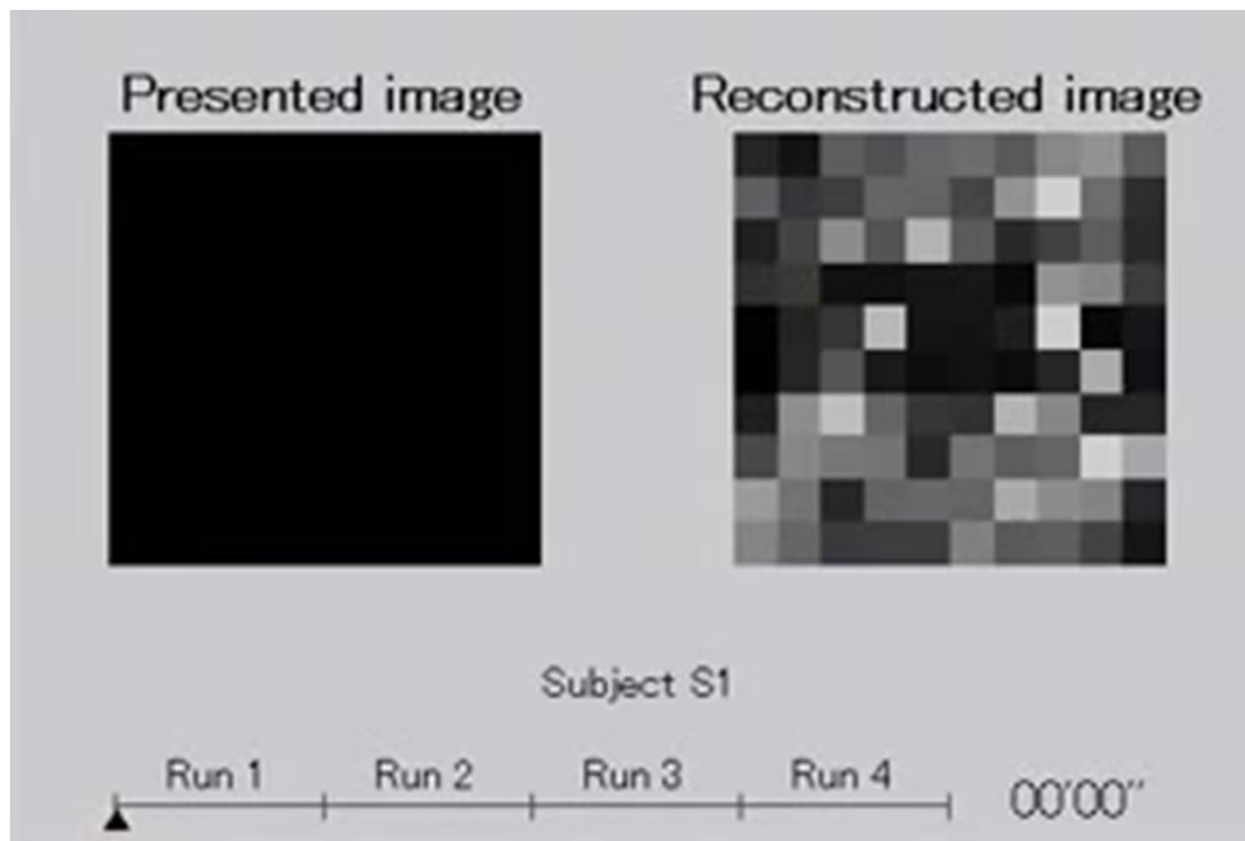 Presented image Reconstructed image
Subject S1
Run 1 Run 2 Run 3 Run 4 00'00"